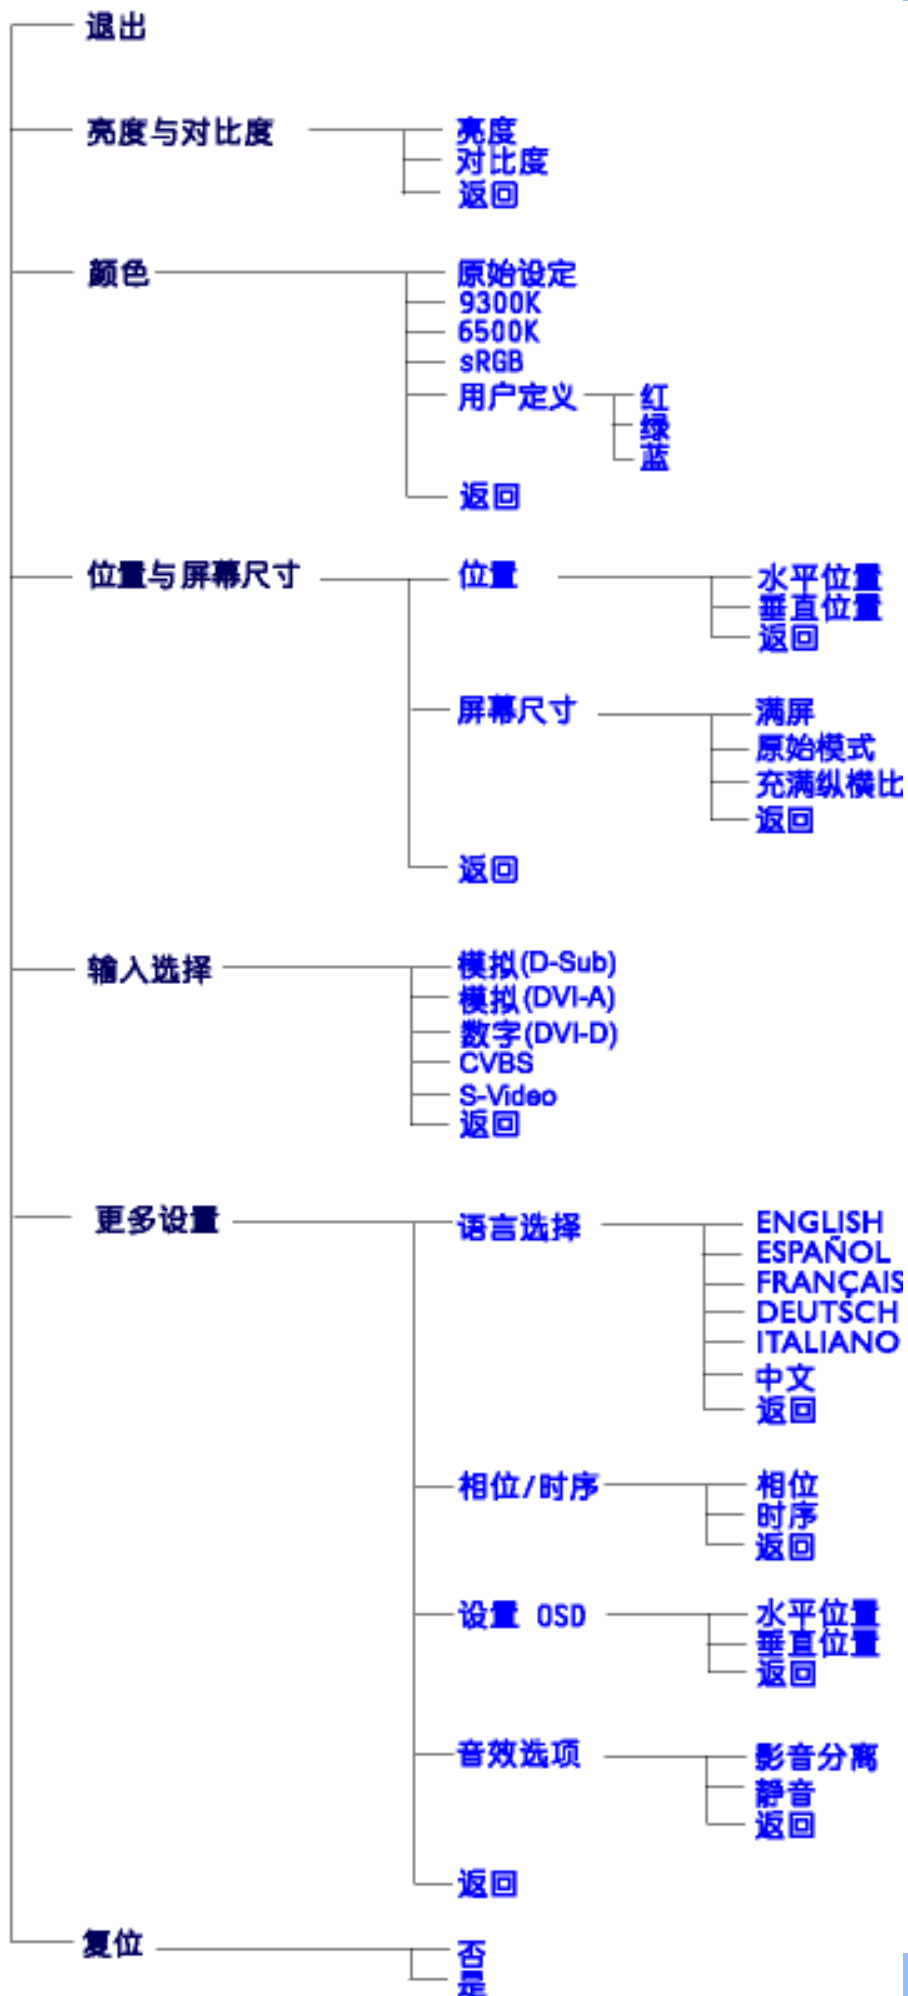 退出
亮度与对比度
亮度
对比度
返回
颜色
原始设定
9300K
6500K
sRGB
用户定义
红
绿
蓝
返回
位置与屏幕尺寸
位置
水平位置
垂直位置
返回
屏幕尺寸
满屏
原始模式
充满纵横比
返回
返回
输入选择
模拟(D-Sub)
模拟(DVI-A)
数字(DVI-D)
CVBS
S-Video
返回
更多设置
语言选择
ENGLISH
ESPAÑOL
FRANÇAIS
DEUTSCH
ITALIANO
中文
返回
相位/时序
相位
时序
返回
设置 OSD
水平位置
垂直位置
返回
音效选项
影音分离
静音
返回
返回
复位
否
是